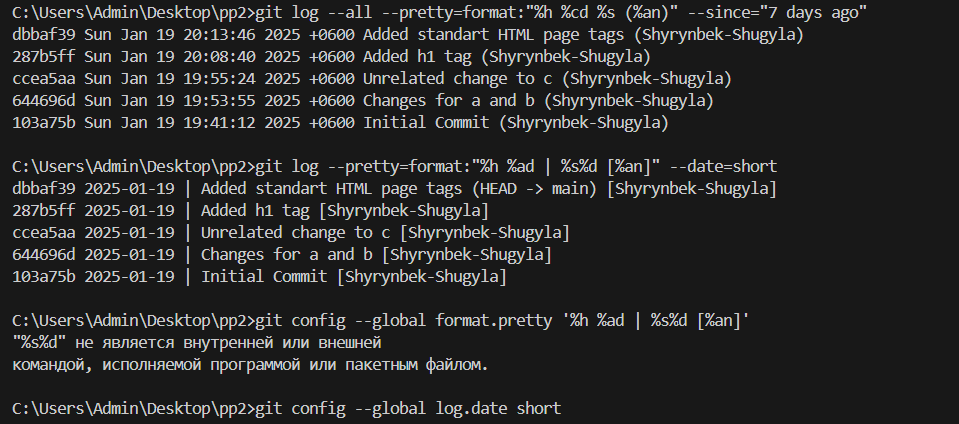 C:\Users\Admin\Desktop\pp2>git log --all --pretty=format:"%h %cd %s (%an)" --since="7 days ago"
dbbaf39 Sun Jan 19 20:13:46 2025 +0600 Added standart HTML page tags (Shyrynbek-Shugyla)
287b5ff Sun Jan 19 20:08:40 2025 +0600 Added h1 tag (Shyrynbek-Shugyla)
ccea5aa Sun Jan 19 19:55:24 2025 +0600 Unrelated change to c (Shyrynbek-Shugyla)
644696d Sun Jan 19 19:53:55 2025 +0600 Changes for a and b (Shyrynbek-Shugyla)
103a75b Sun Jan 19 19:41:12 2025 +0600 Initial Commit (Shyrynbek-Shugyla)
C:\Users\Admin\Desktop\pp2>git log --pretty=format:"%h %ad | %s%d [%an]" --date=short
dbbaf39 2025-01-19 | Added standart HTML page tags (HEAD -> main) [Shyrynbek-Shugyla]
287b5ff 2025-01-19 | Added h1 tag [Shyrynbek-Shugyla]
ccea5aa 2025-01-19 | Unrelated change to c [Shyrynbek-Shugyla]
644696d 2025-01-19 | Changes for a and b [Shyrynbek-Shugyla]
103a75b 2025-01-19 | Initial Commit [Shyrynbek-Shugyla]
C:\Users\Admin\Desktop\pp2>git config --global format.pretty '%h %ad | %s%d [%an]'
"%s%d" не является внутренней или внешней
командой, исполняемой программой или пакетным файлом.
C:\Users\Admin\Desktop\pp2>git config --global log.date short